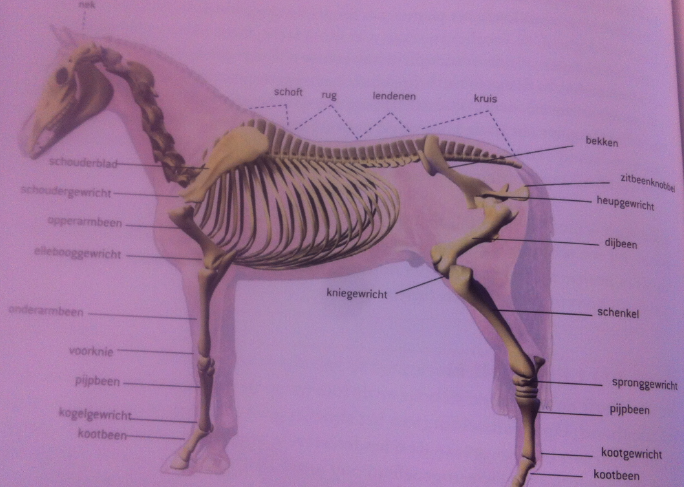 nek
schoft
rug
lendenen
kruis
bekken
schouderblad
zitbeenknobbel
schoudergewricht
heupgewricht
opperarmbeen
dijbeen
ellebooggewricht
kniegewricht
onderarmbeen
schenkel
voorknie
pijpbeen
spronggewricht
kogelgewricht
pijpbeen
kootbeen
kootgewricht
kootbeen